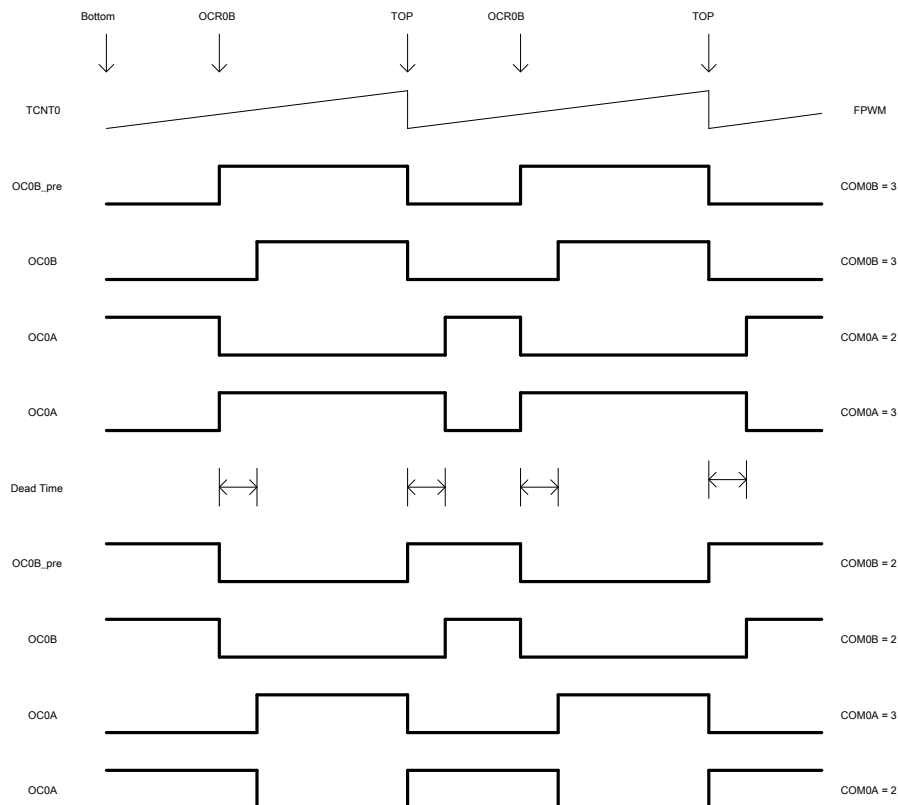 Bottom OCR0B TOP OCR0B TOP
TCNT0 FPWM
OC0B_pre COM0B = 3
OC0B COM0B = 3
OC0A COM0A = 2
OC0A COM0A = 3
Dead Time
OC0B_pre COM0B = 2
OC0B COM0B = 2
OC0A COM0A = 3
OC0A COM0A = 2